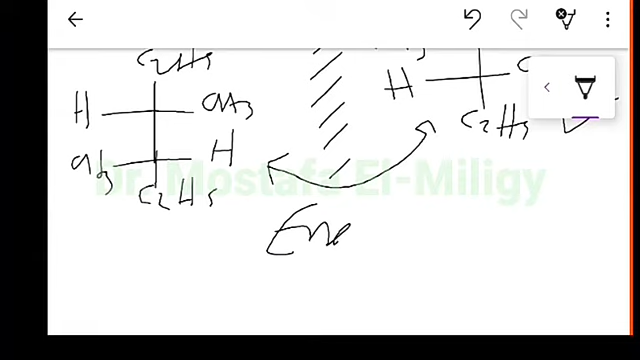 C2H5
H CH3
CH3 H
C2H5
H
C2H5
Ene
Dr. Mostafa El-Miligy